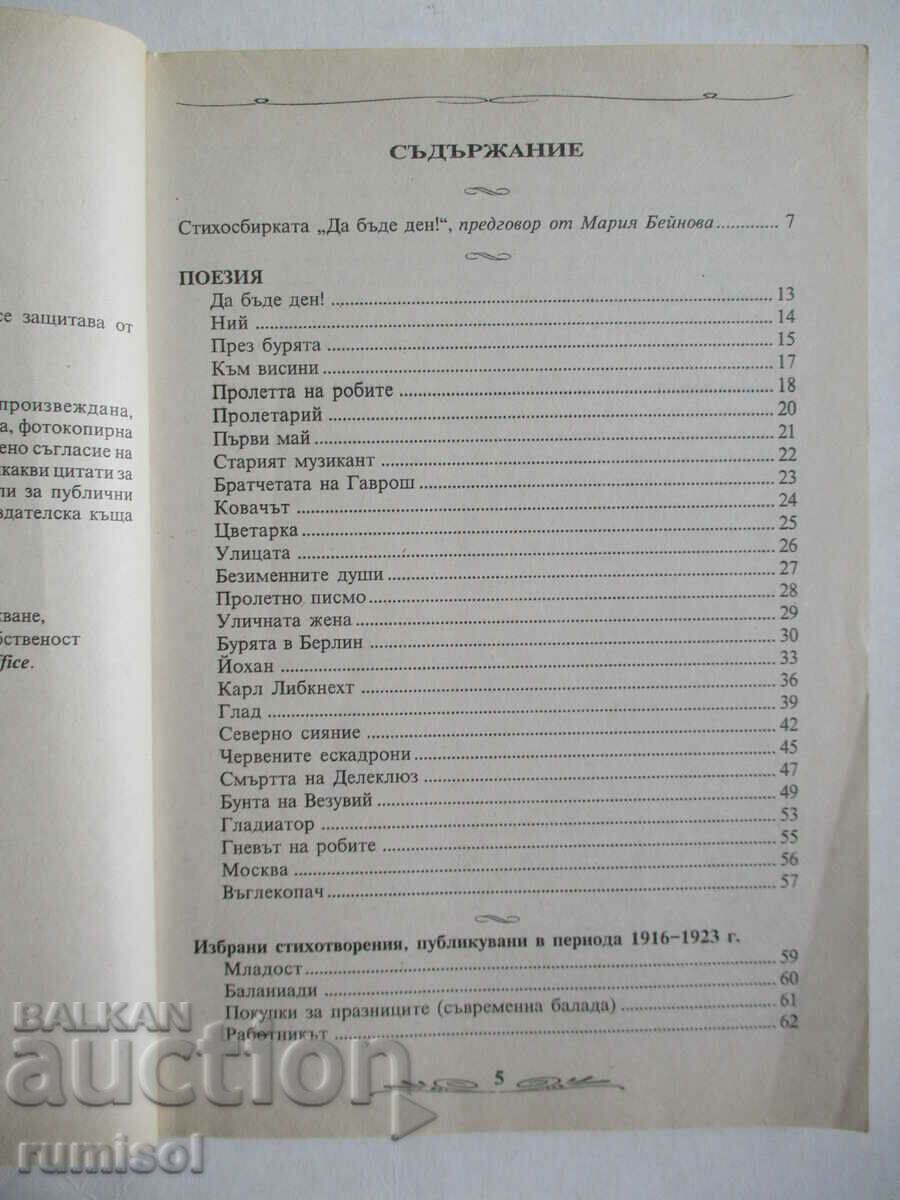 се защитава от
произвеждана,
а, фотокопирна
ено съгласие на
какви цитати за
ли за публични
здателска къща
кване,
бственост
ffice.
СЪДЪРЖАНИЕ
Стихосбирката „Да бъде ден!“, предговор от Мария Бейнова............. 7
ПОЕЗИЯ
Да бъде ден! ........ 13
Ний ........ 14
През бурята ........ 15
Към висини ........ 17
Пролетта на робите ........ 18
Пролетарий ........ 20
Първи май ........ 21
Старият музикант ........ 22
Братчетата на Гаврош ........ 23
Ковачът ........ 24
Цветарка ........ 25
Улицата ........ 26
Безименните души ........ 27
Пролетно писмо ........ 28
Уличната жена ........ 29
Бурята в Берлин ........ 30
Йохан ........ 33
Карл Либкнехт ........ 36
Глад ........ 39
Северно сияние ........ 42
Червените ескадрони ........ 45
Смъртта на Делеклюз ........ 47
Бунта на Везувий ........ 49
Гладиатор ........ 53
Гневът на робите ........ 55
Москва ........ 56
Въглекопач ........ 57
Избрани стихотворения, публикувани в периода 1916–1923 г.
Младост ........ 59
Баланиади ........ 60
Покупки за празниците (съвременна балада) ........ 61
Работникът ........ 62
5
BALKAN
auction
rumisol